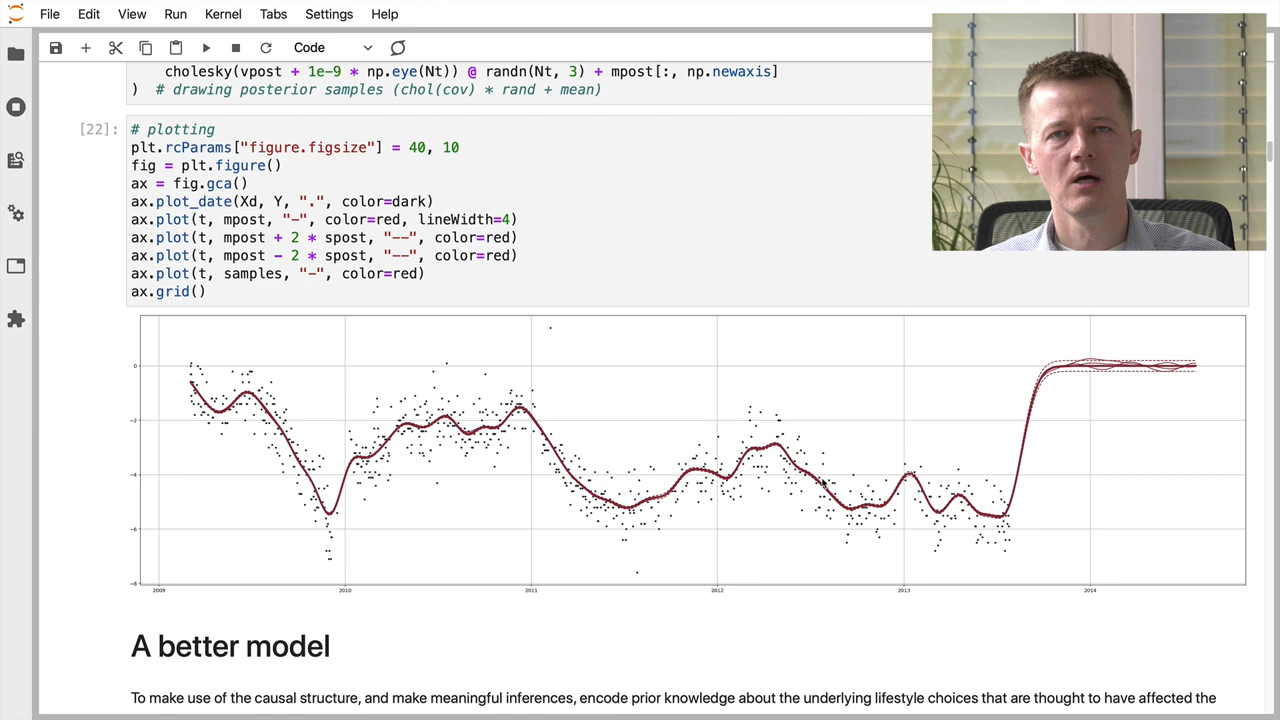 File Edit View Run Kernel Tabs Settings Help
Code
cholesky(vpost + 1e-9 * np.eye(Nt)) @ randn(Nt, 3) + mpost[:, np.newaxis]
)  # drawing posterior samples (chol(cov) * rand + mean)
[22]:
# plotting
plt.rcParams["figure.figsize"] = 40, 10
fig = plt.figure()
ax = fig.gca()
ax.plot_date(Xd, Y, ".", color=dark)
ax.plot(t, mpost, "-", color=red, lineWidth=4)
ax.plot(t, mpost + 2 * spost, "--", color=red)
ax.plot(t, mpost - 2 * spost, "--", color=red)
ax.plot(t, samples, "-", color=red)
ax.grid()
0
-2
-4
-6
-8
2009 2010 2011 2012 2013 2014
A better model
To make use of the causal structure, and make meaningful inferences, encode prior knowledge about the underlying lifestyle choices that are thought to have affected the